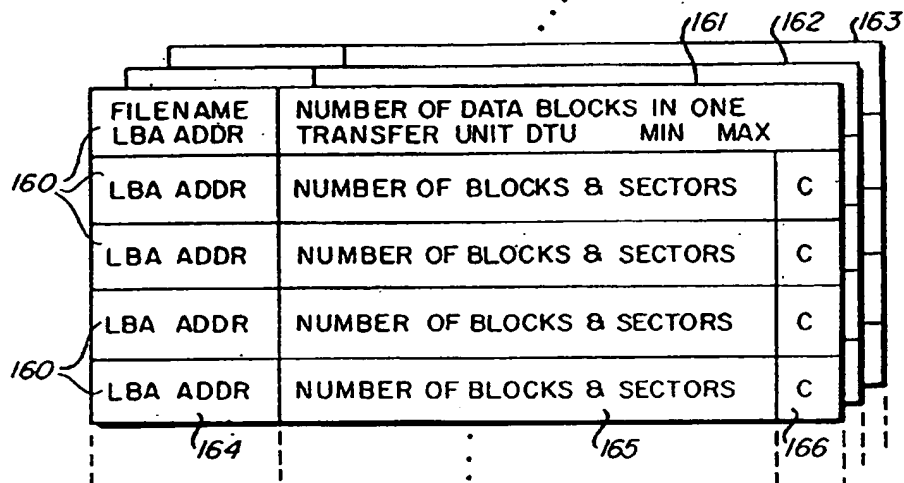 161 162 163
FILENAME
LBA ADDR
NUMBER OF DATA BLOCKS IN ONE
TRANSFER UNIT DTU MIN MAX
160
LBA ADDR NUMBER OF BLOCKS & SECTORS C
LBA ADDR NUMBER OF BLOCKS & SECTORS C
LBA ADDR NUMBER OF BLOCKS & SECTORS C
160
LBA ADDR NUMBER OF BLOCKS & SECTORS C
164 165 166